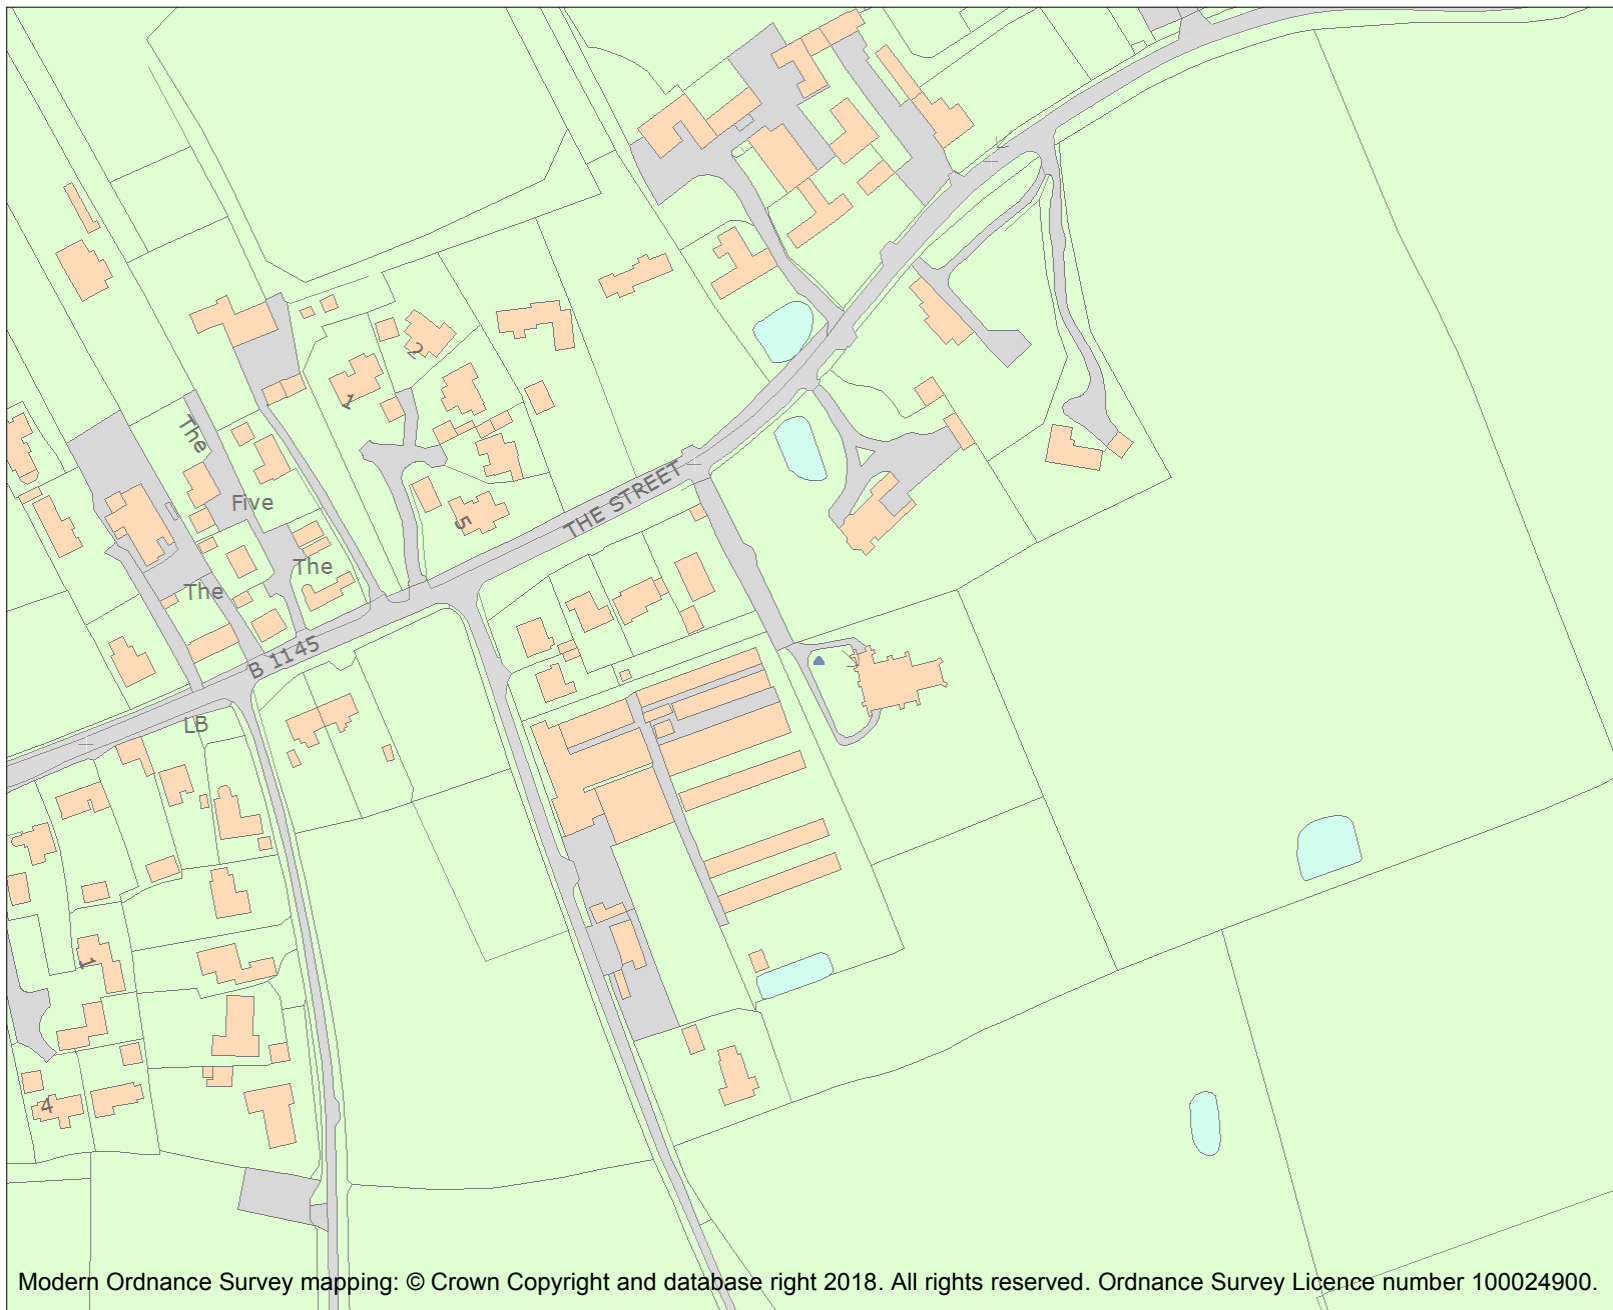 2
1
The
Five
THE STREET
5
The
The
B 1145
LB
1
4
Modern Ordnance Survey mapping: © Crown Copyright and database right 2018. All rights reserved. Ordnance Survey Licence number 100024900.